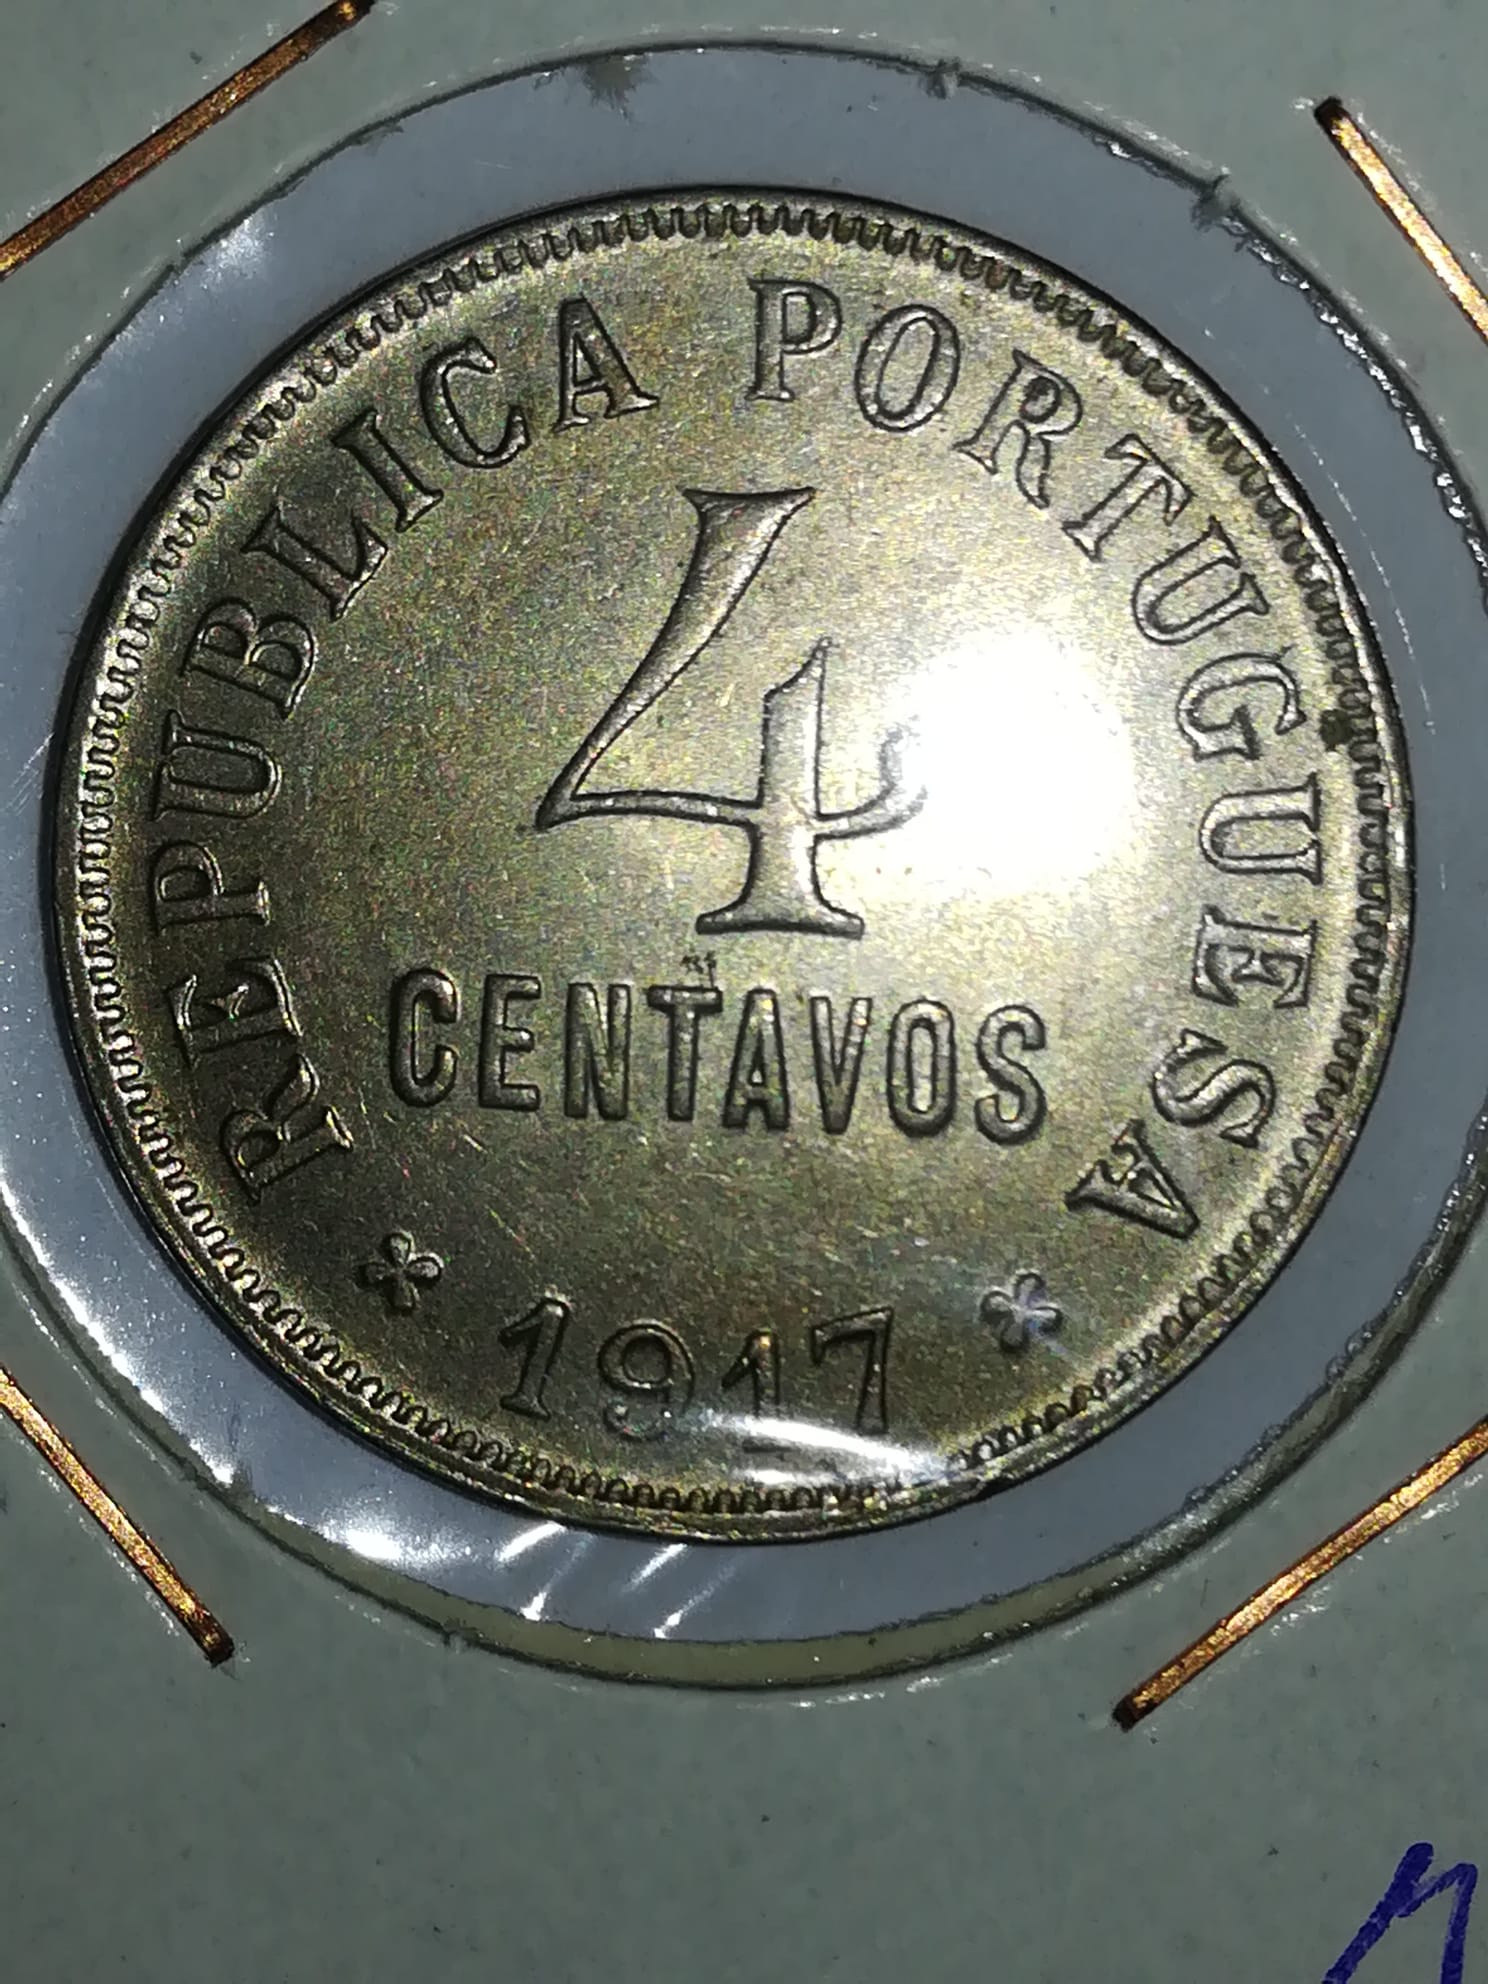 REPUBLICA PORTUGUESA
4
CENTAVOS
1917